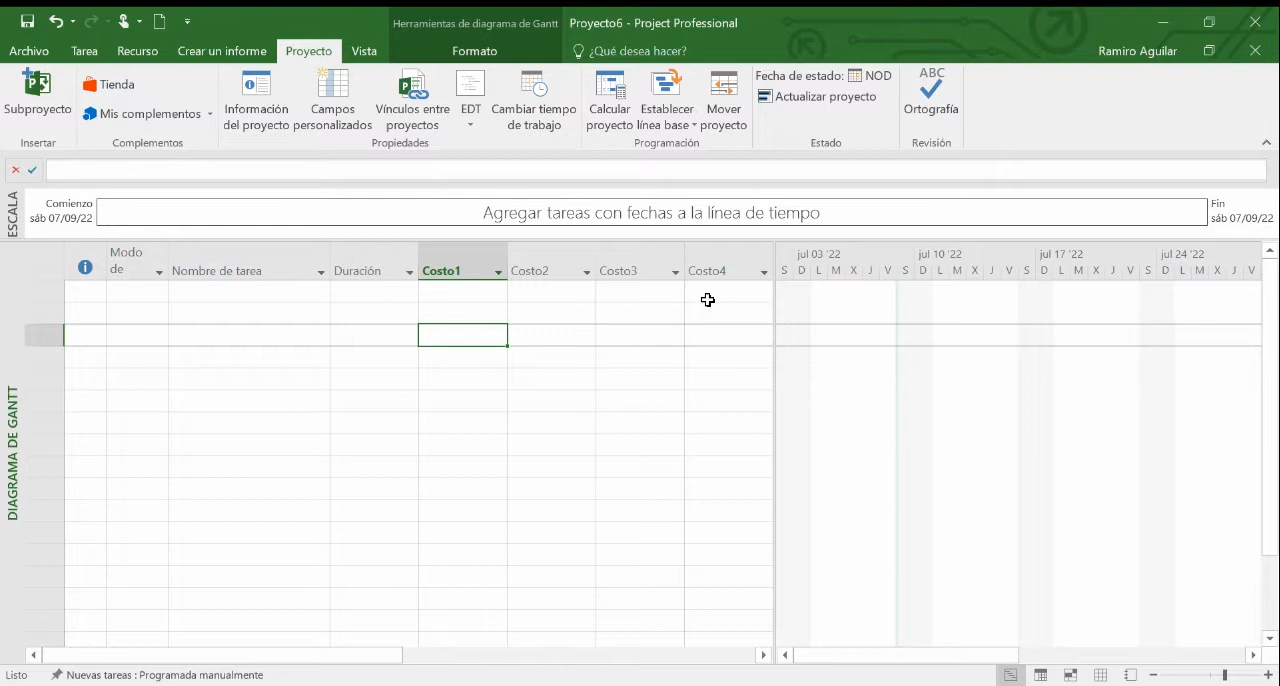 Herramientas de diagrama de Gantt
Proyecto6 - Project Professional
Archivo Tarea Recurso Crear un informe Proyecto Vista Formato ¿Qué desea hacer? Ramiro Aguilar
Subproyecto
Insertar
Tienda
Mis complementos
Complementos
Información del proyecto
Campos personalizados
Vínculos entre proyectos
EDT
Cambiar tiempo de trabajo
Propiedades
Calcular proyecto
Establecer línea base
Mover proyecto
Programación
Fecha de estado: NOD
Actualizar proyecto
Estado
ABC
Ortografía
Revisión
ESCALA
Comienzo
sáb 07/09/22
Agregar tareas con fechas a la línea de tiempo
Fin
sáb 07/09/22
Modo de
Nombre de tarea
Duración
Costo1
Costo2
Costo3
Costo4
jul 03 '22 jul 10 '22 jul 17 '22 jul 24 '22
S D L M X J V S D L M X J V S D L M X J V S D L M X J V
DIAGRAMA DE GANTT
Listo
Nuevas tareas : Programada manualmente